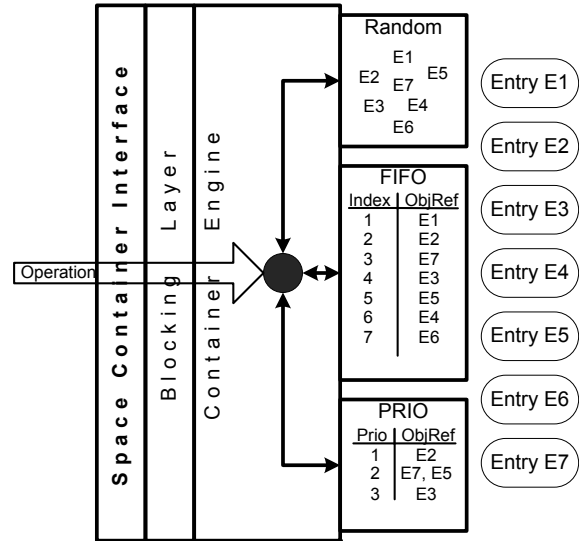 Space Container Interface
Blocking Layer
Container Engine
Operation
Random
E1
E2 E5
E7
E3 E4
E6
FIFO
Index ObjRef
1 E1
2 E2
3 E7
4 E3
5 E5
6 E4
7 E6
PRIO
Prio ObjRef
1 E2
2 E7, E5
3 E3
Entry E1
Entry E2
Entry E3
Entry E4
Entry E5
Entry E6
Entry E7